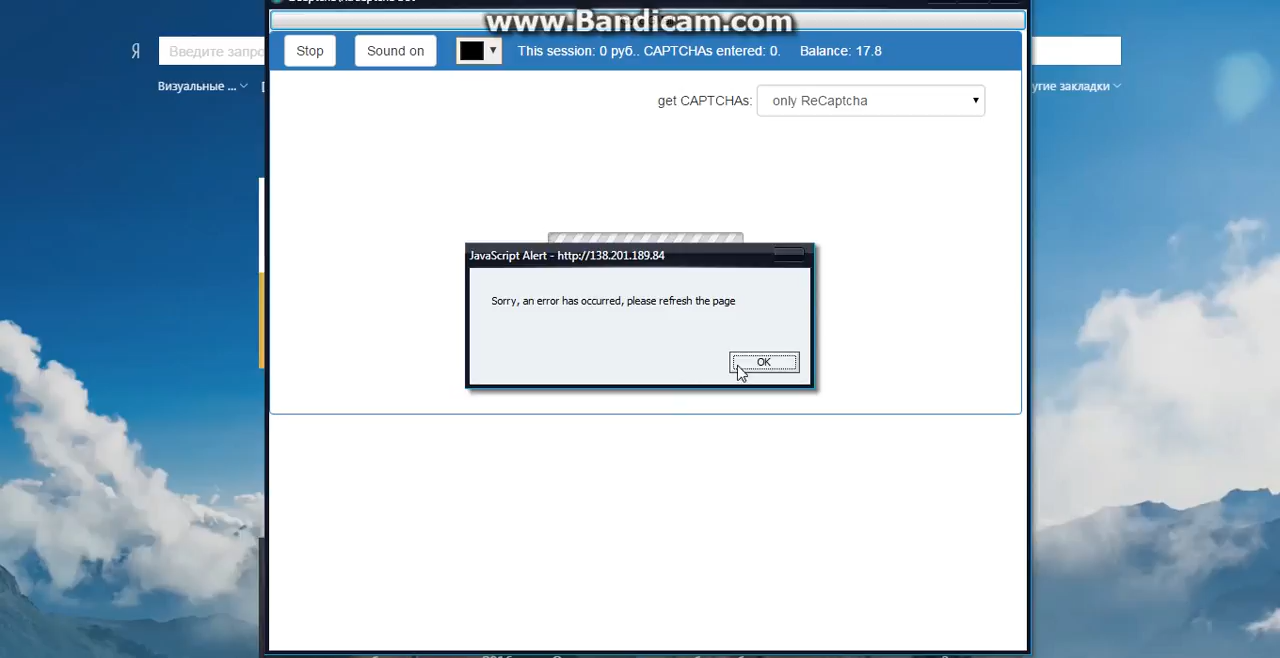 www.Bandicam.com
Я
Введите запро
Stop
Sound on
This session: 0 руб.. CAPTCHAs entered: 0.
Balance: 17.8
Визуальные ...
get CAPTCHAs:
only ReCaptcha
JavaScript Alert - http://138.201.189.84
Sorry, an error has occurred, please refresh the page
OK